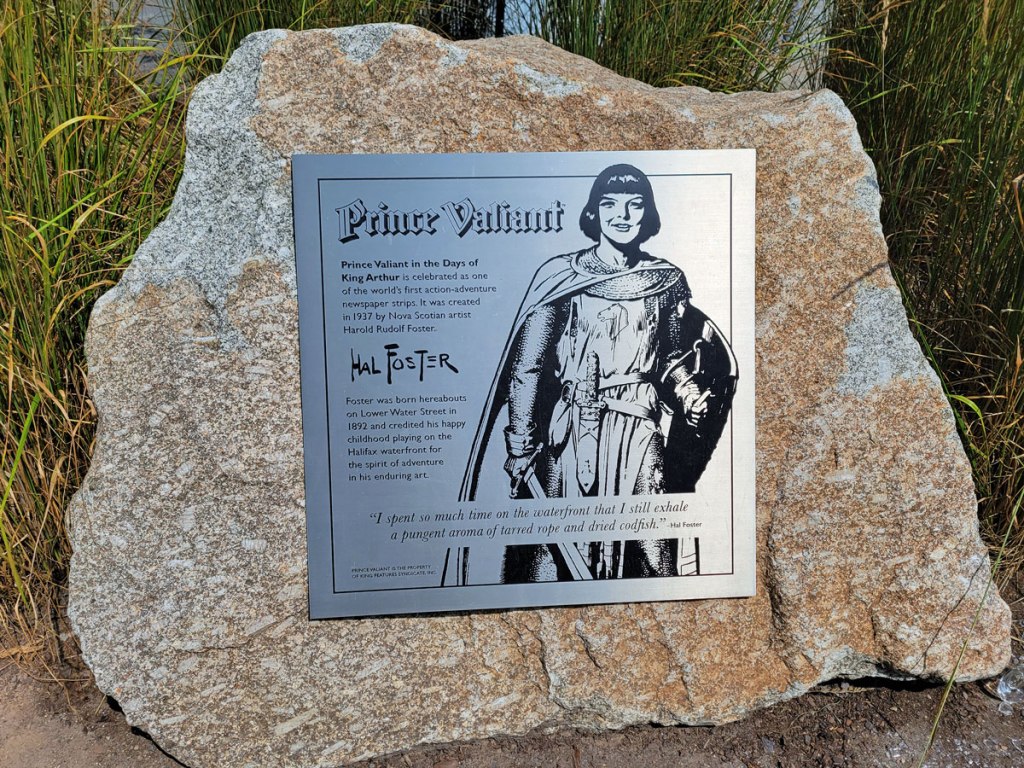 Prince Valiant
Prince Valiant in the Days of
King Arthur is celebrated as one
of the world's first action-adventure
newspaper strips. It was created
in 1937 by Nova Scotian artist
Harold Rudolf Foster.
HAL FOSTER
Foster was born hereabouts
on Lower Water Street in
1892 and credited his happy
childhood playing on the
Halifax waterfront for
the spirit of adventure
in his enduring art.
"I spent so much time on the waterfront that I still exhale
a pungent aroma of tarred rope and dried codfish." -Hal Foster
PRINCE VALIANT IS THE PROPERTY
OF KING FEATURES SYNDICATE, INC.